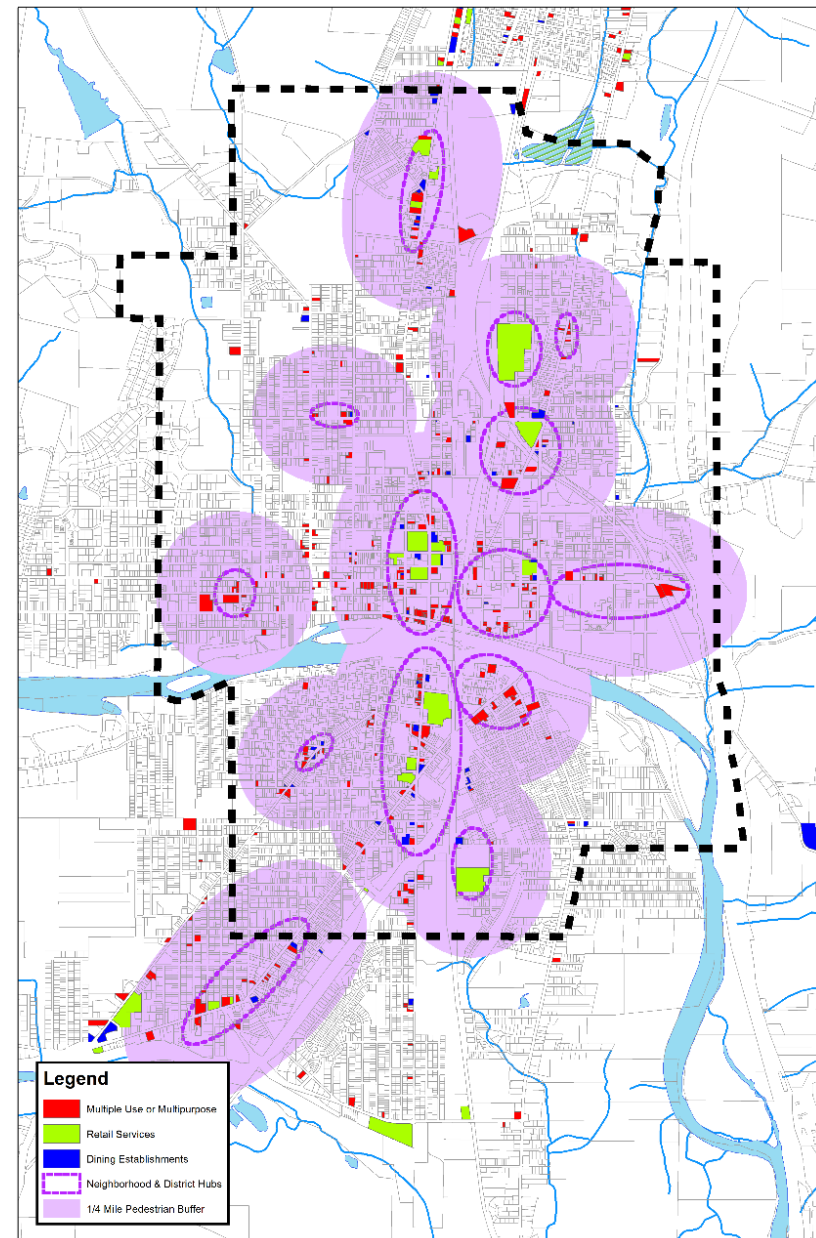 Legend
Multiple Use or Multipurpose
Retail Services
Dining Establishments
Neighborhood & District Hubs
1/4 Mile Pedestrian Buffer